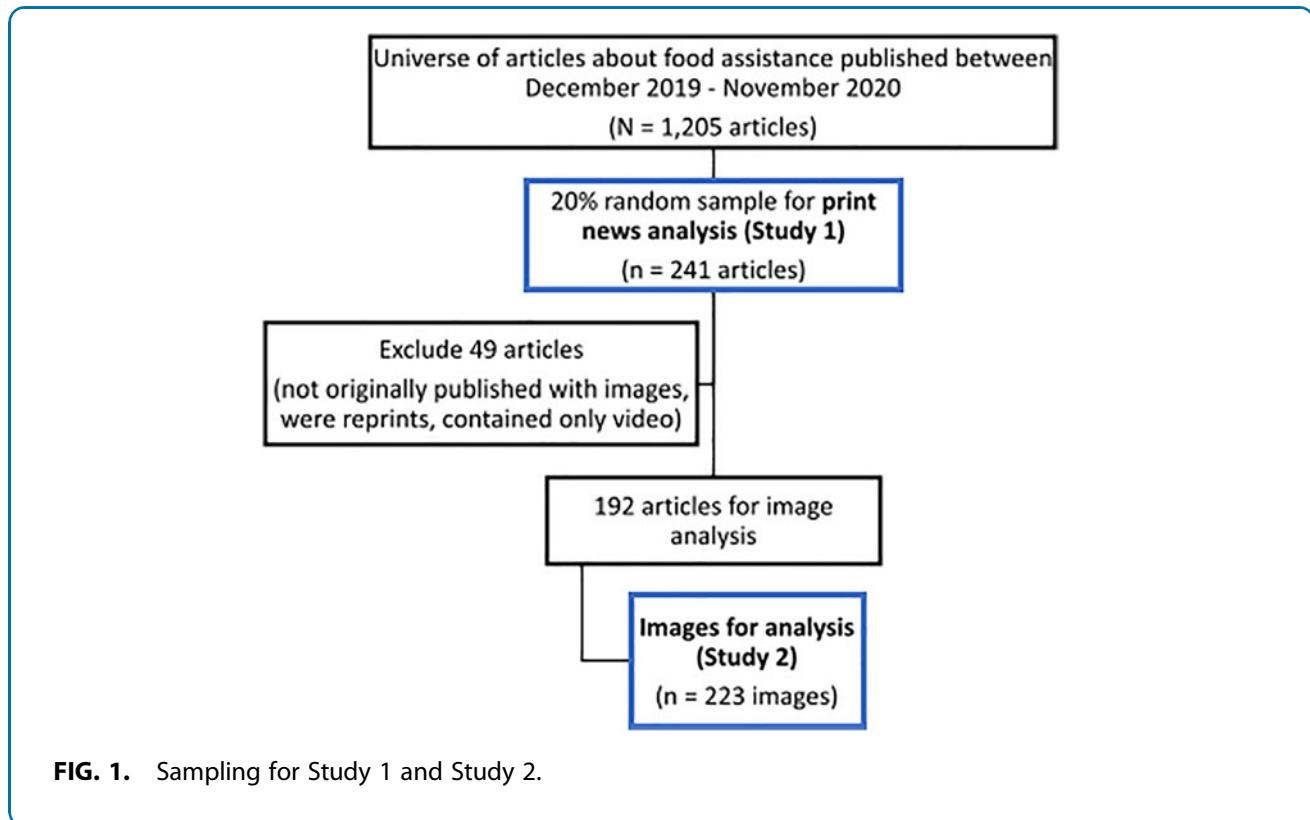 Universe of articles about food assistance published between
December 2019 - November 2020
(N = 1,205 articles)
20% random sample for print
news analysis (Study 1)
(n = 241 articles)
Exclude 49 articles
(not originally published with images,
were reprints, contained only video)
192 articles for image
analysis
Images for analysis
(Study 2)
(n = 223 images)
FIG. 1. Sampling for Study 1 and Study 2.